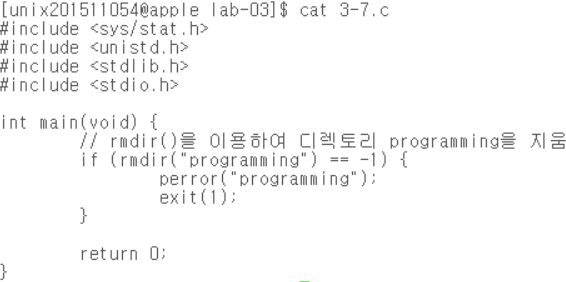 [unix201511054@apple lab-03]$ cat 3-7.c
#include <sys/stat.h>
#include <unistd.h>
#include <stdlib.h>
#include <stdio.h>
int main(void) {
// rmdir()을 이용하여 디렉토리 programming을 지움
if (rmdir("programming") == -1) {
perror("programming");
exit(1);
}
return 0;
}